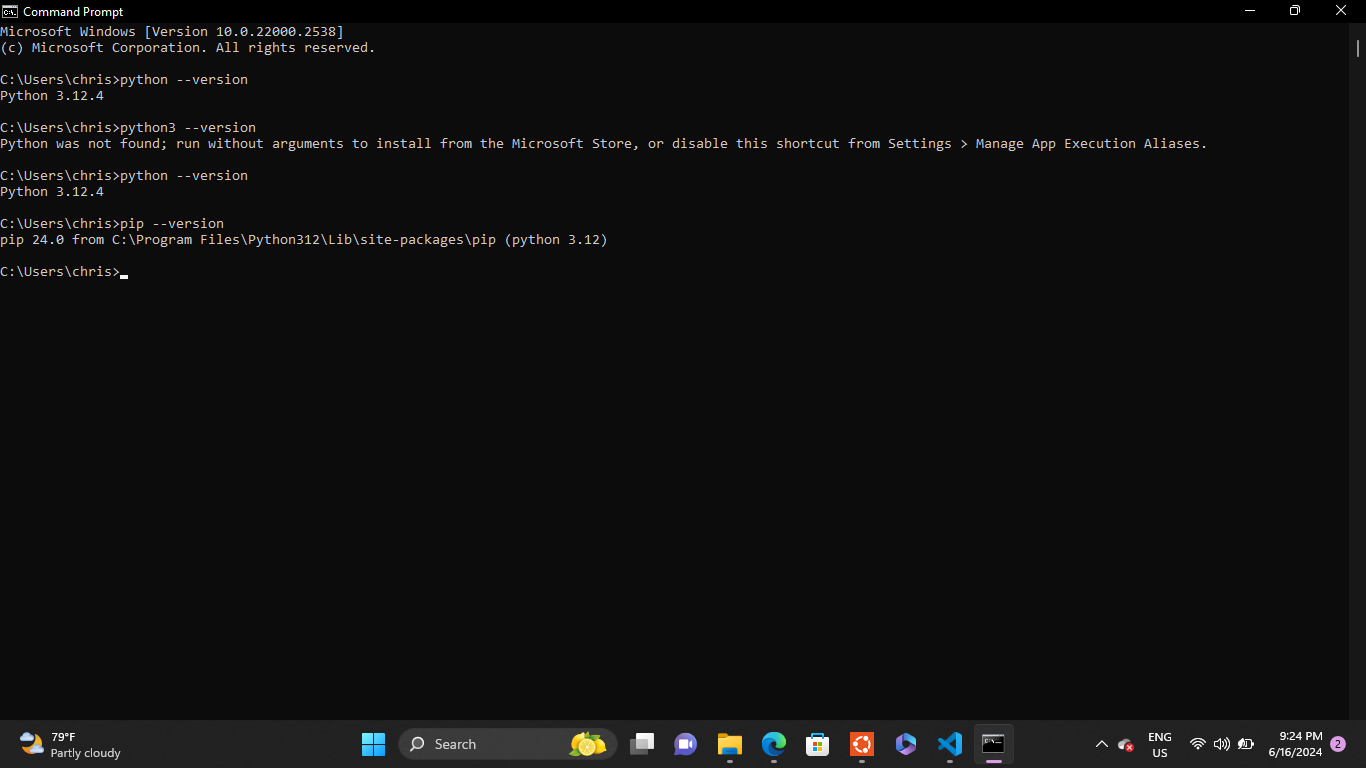 Command Prompt
Microsoft Windows [Version 10.0.22000.2538]
(c) Microsoft Corporation. All rights reserved.
C:\Users\chris>python --version
Python 3.12.4
C:\Users\chris>python3 --version
Python was not found; run without arguments to install from the Microsoft Store, or disable this shortcut from Settings > Manage App Execution Aliases.
C:\Users\chris>python --version
Python 3.12.4
C:\Users\chris>pip --version
pip 24.0 from C:\Program Files\Python312\Lib\site-packages\pip (python 3.12)
C:\Users\chris>
79°F
Partly cloudy
Search
ENG
US
9:24 PM
6/16/2024
2